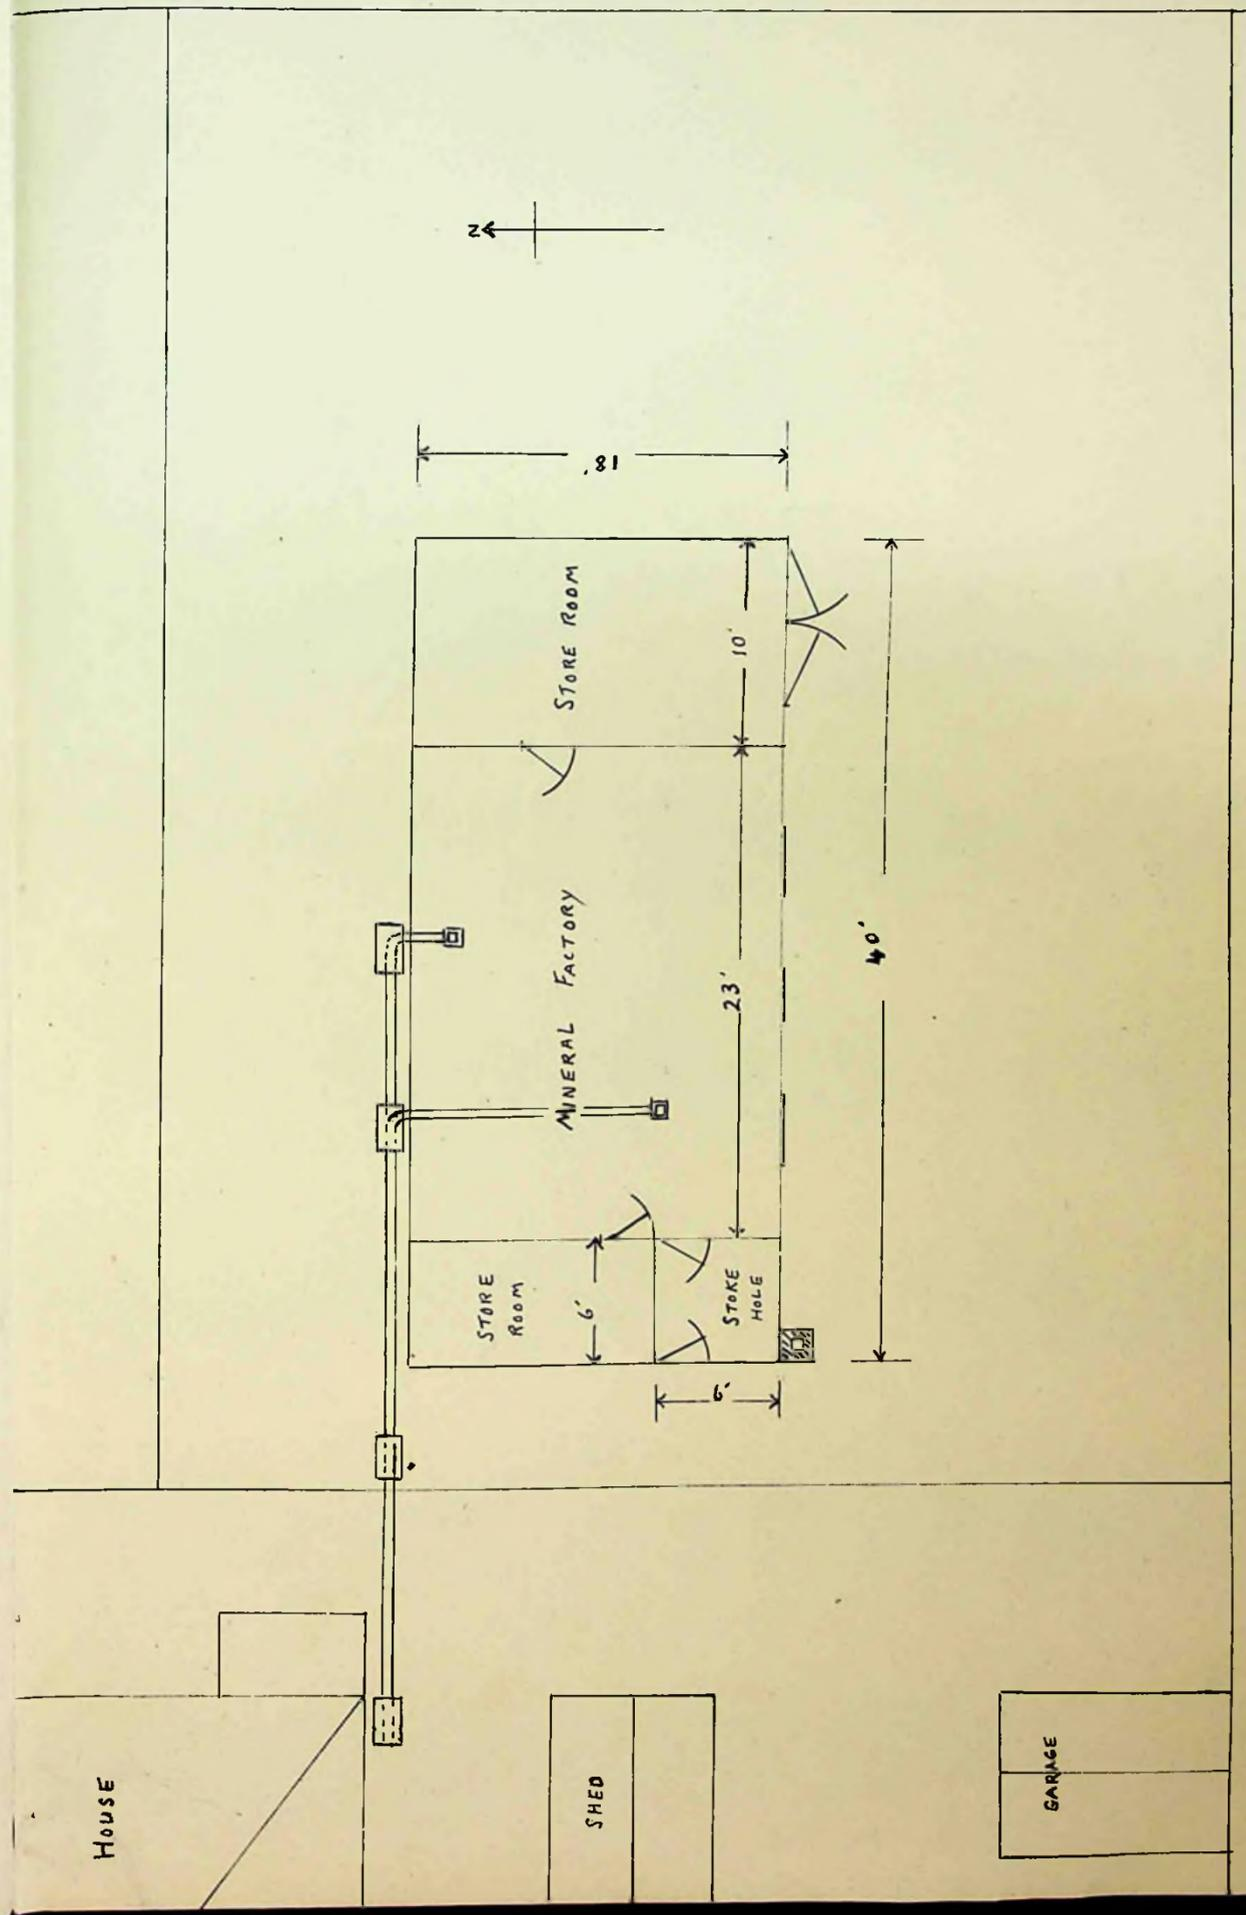 N
18'
STORE ROOM
10'
MINERAL FACTORY
23'
40'
STORE
ROOM
6'
STOKE
HOLE
6'
HOUSE
SHED
GARAGE